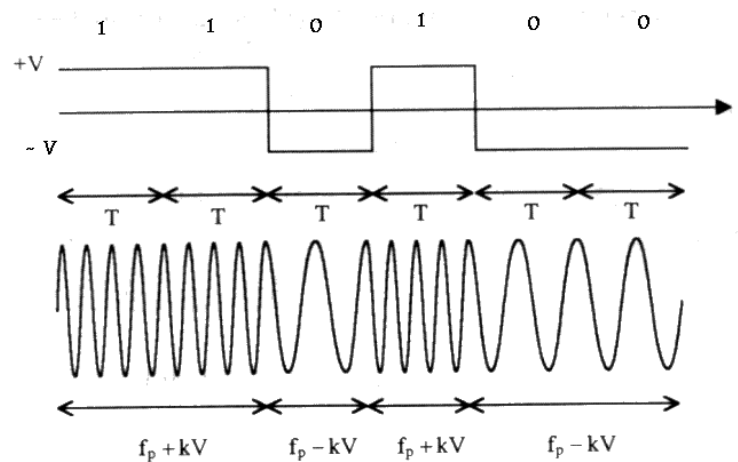 1 1 0 1 0 0
+V
~ V
T T T T T T
f_p + kV f_p − kV f_p + kV f_p − kV